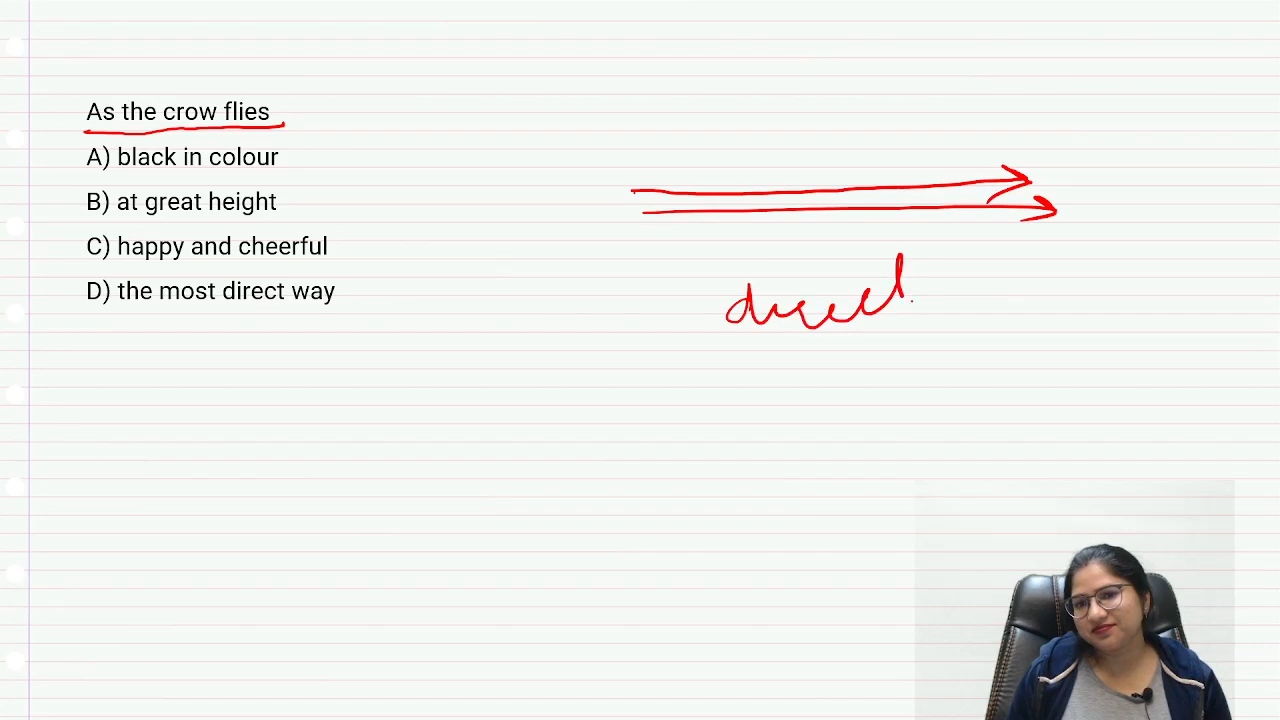 As the crow flies
A) black in colour
B) at great height
C) happy and cheerful
D) the most direct way
direct